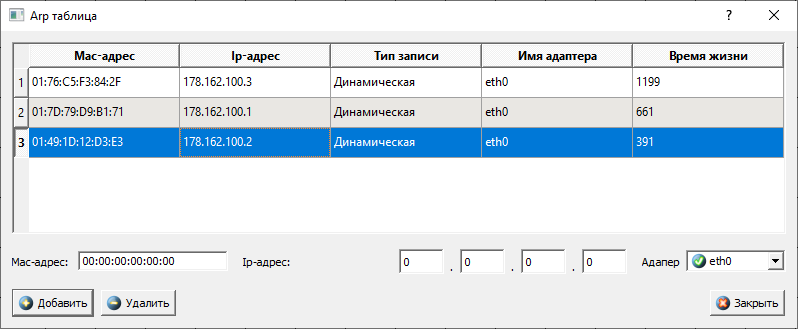 Arp таблица
Mac-адрес Ip-адрес Тип записи Имя адаптера Время жизни
1 01:76:C5:F3:84:2F 178.162.100.3 Динамическая eth0 1199
2 01:7D:79:D9:B1:71 178.162.100.1 Динамическая eth0 661
3 01:49:1D:12:D3:E3 178.162.100.2 Динамическая eth0 391
Mac-адрес: 00:00:00:00:00:00 Ip-адрес: 0 . 0 . 0 . 0 Адапер eth0
Добавить Удалить Закрыть